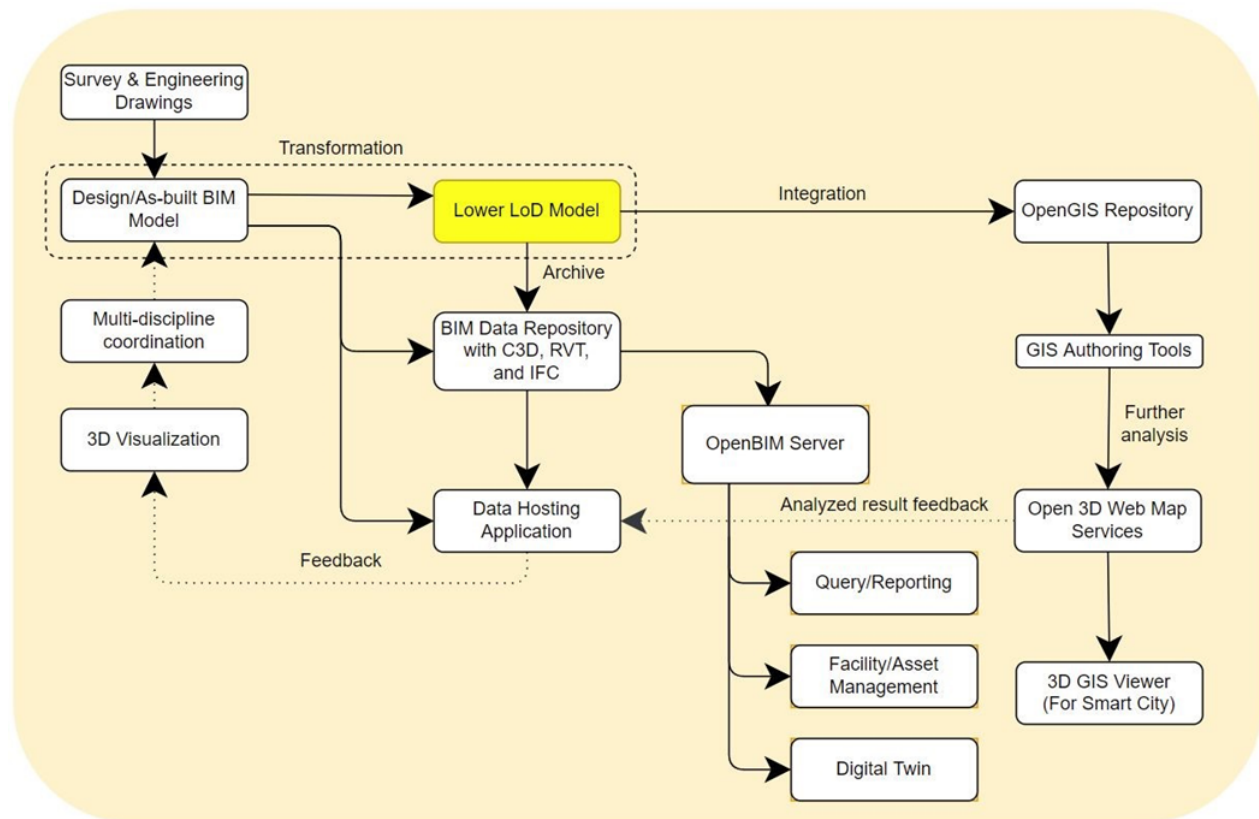 Survey & Engineering
Drawings
Transformation
Design/As-built BIM
Model
Lower LoD Model
Integration
OpenGIS Repository
Archive
Multi-discipline
coordination
BIM Data Repository
with C3D, RVT,
and IFC
GIS Authoring Tools
3D Visualization
OpenBIM Server
Further
analysis
Data Hosting
Application
Analyzed result feedback
Open 3D Web Map
Services
Feedback
Query/Reporting
Facility/Asset
Management
3D GIS Viewer
(For Smart City)
Digital Twin